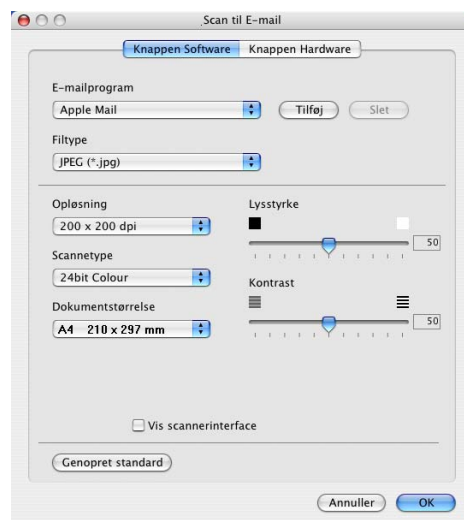 Scan til E-mail
Knappen Software Knappen Hardware
E-mailprogram
Apple Mail Tilføj Slet
Filtype
JPEG (*.jpg)
Opløsning Lysstyrke
200 x 200 dpi
50
Scannetype
24bit Colour
Kontrast
Dokumentstørrelse
A4 210 x 297 mm 50
Vis scannerinterface
Genopret standard
Annuller OK